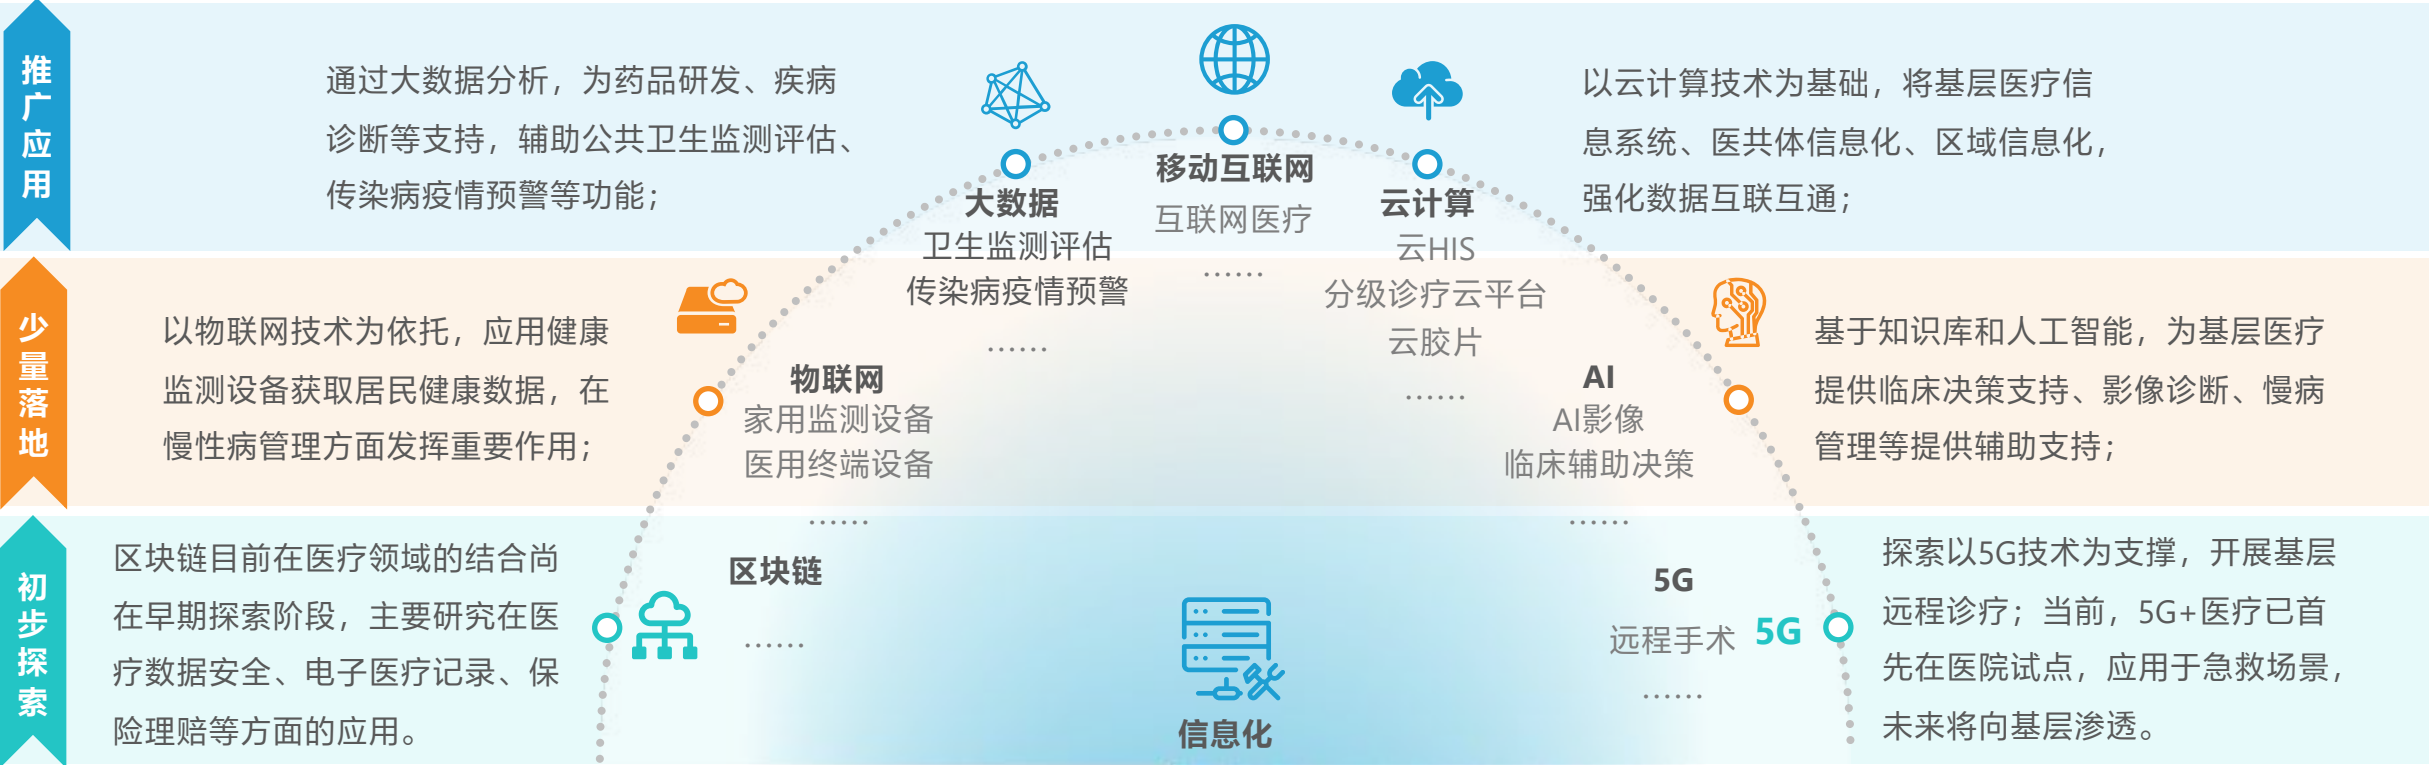 推广应用
通过大数据分析，为药品研发、疾病
诊断等支持，辅助公共卫生监测评估、
传染病疫情预警等功能；
大数据
卫生监测评估
传染病疫情预警
……
移动互联网
互联网医疗
……
云计算
云HIS
分级诊疗云平台
云胶片
……
以云计算技术为基础，将基层医疗信
息系统、医共体信息化、区域信息化，
强化数据互联互通；
少量落地
以物联网技术为依托，应用健康
监测设备获取居民健康数据，在
慢性病管理方面发挥重要作用；
物联网
家用监测设备
医用终端设备
……
AI
AI影像
临床辅助决策
……
基于知识库和人工智能，为基层医疗
提供临床决策支持、影像诊断、慢病
管理等提供辅助支持；
初步探索
区块链目前在医疗领域的结合尚
在早期探索阶段，主要研究在医
疗数据安全、电子医疗记录、保
险理赔等方面的应用。
区块链
……
信息化
5G
远程手术
……
5G
探索以5G技术为支撑，开展基层
远程诊疗；当前，5G+医疗已首
先在医院试点，应用于急救场景，
未来将向基层渗透。